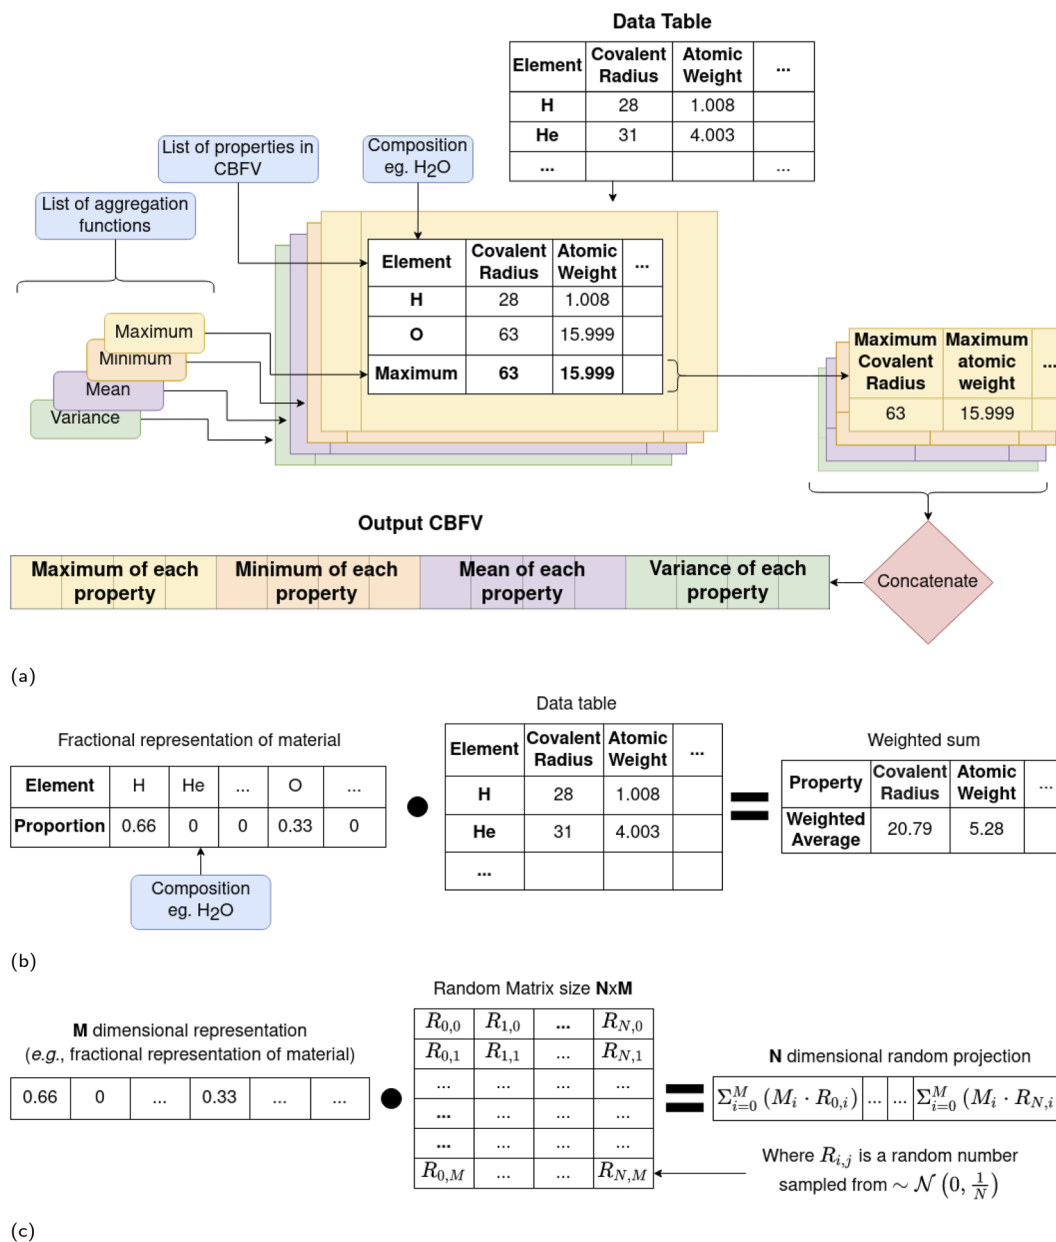 Data Table
Element Covalent Radius Atomic Weight ...
H 28 1.008
He 31 4.003
... ...
List of properties in
CBFV
Composition
eg. H2O
List of aggregation
functions
Element Covalent Radius Atomic Weight ...
H 28 1.008
O 63 15.999
Maximum 63 15.999
Maximum
Minimum
Mean
Variance
Maximum Covalent Radius Maximum atomic weight ...
63 15.999
Output CBFV
Maximum of each property Minimum of each property Mean of each property Variance of each property
Concatenate
(a)
Data table
Fractional representation of material
Element H He ... O ...
Proportion 0.66 0 0 0.33 0
Composition
eg. H2O
Element Covalent Radius Atomic Weight ...
H 28 1.008
He 31 4.003
...
Weighted sum
Property Covalent Radius Atomic Weight ...
Weighted Average 20.79 5.28
(b)
Random Matrix size NxM
M dimensional representation
(e.g., fractional representation of material)
0.66 0 ... 0.33 ... ...
R0,0 R1,0 ... RN,0
R0,1 R1,1 ... RN,1
... ... ... ...
... ... ... ...
... ... ... ...
R0,M ... ... RN,M
N dimensional random projection
Σ_{i=0}^{M} (M_i · R_{0,i}) ... ... Σ_{i=0}^{M} (M_i · R_{N,i}
Where R_{i,j} is a random number
sampled from ~ 𝒩 (0, 1/N)
(c)